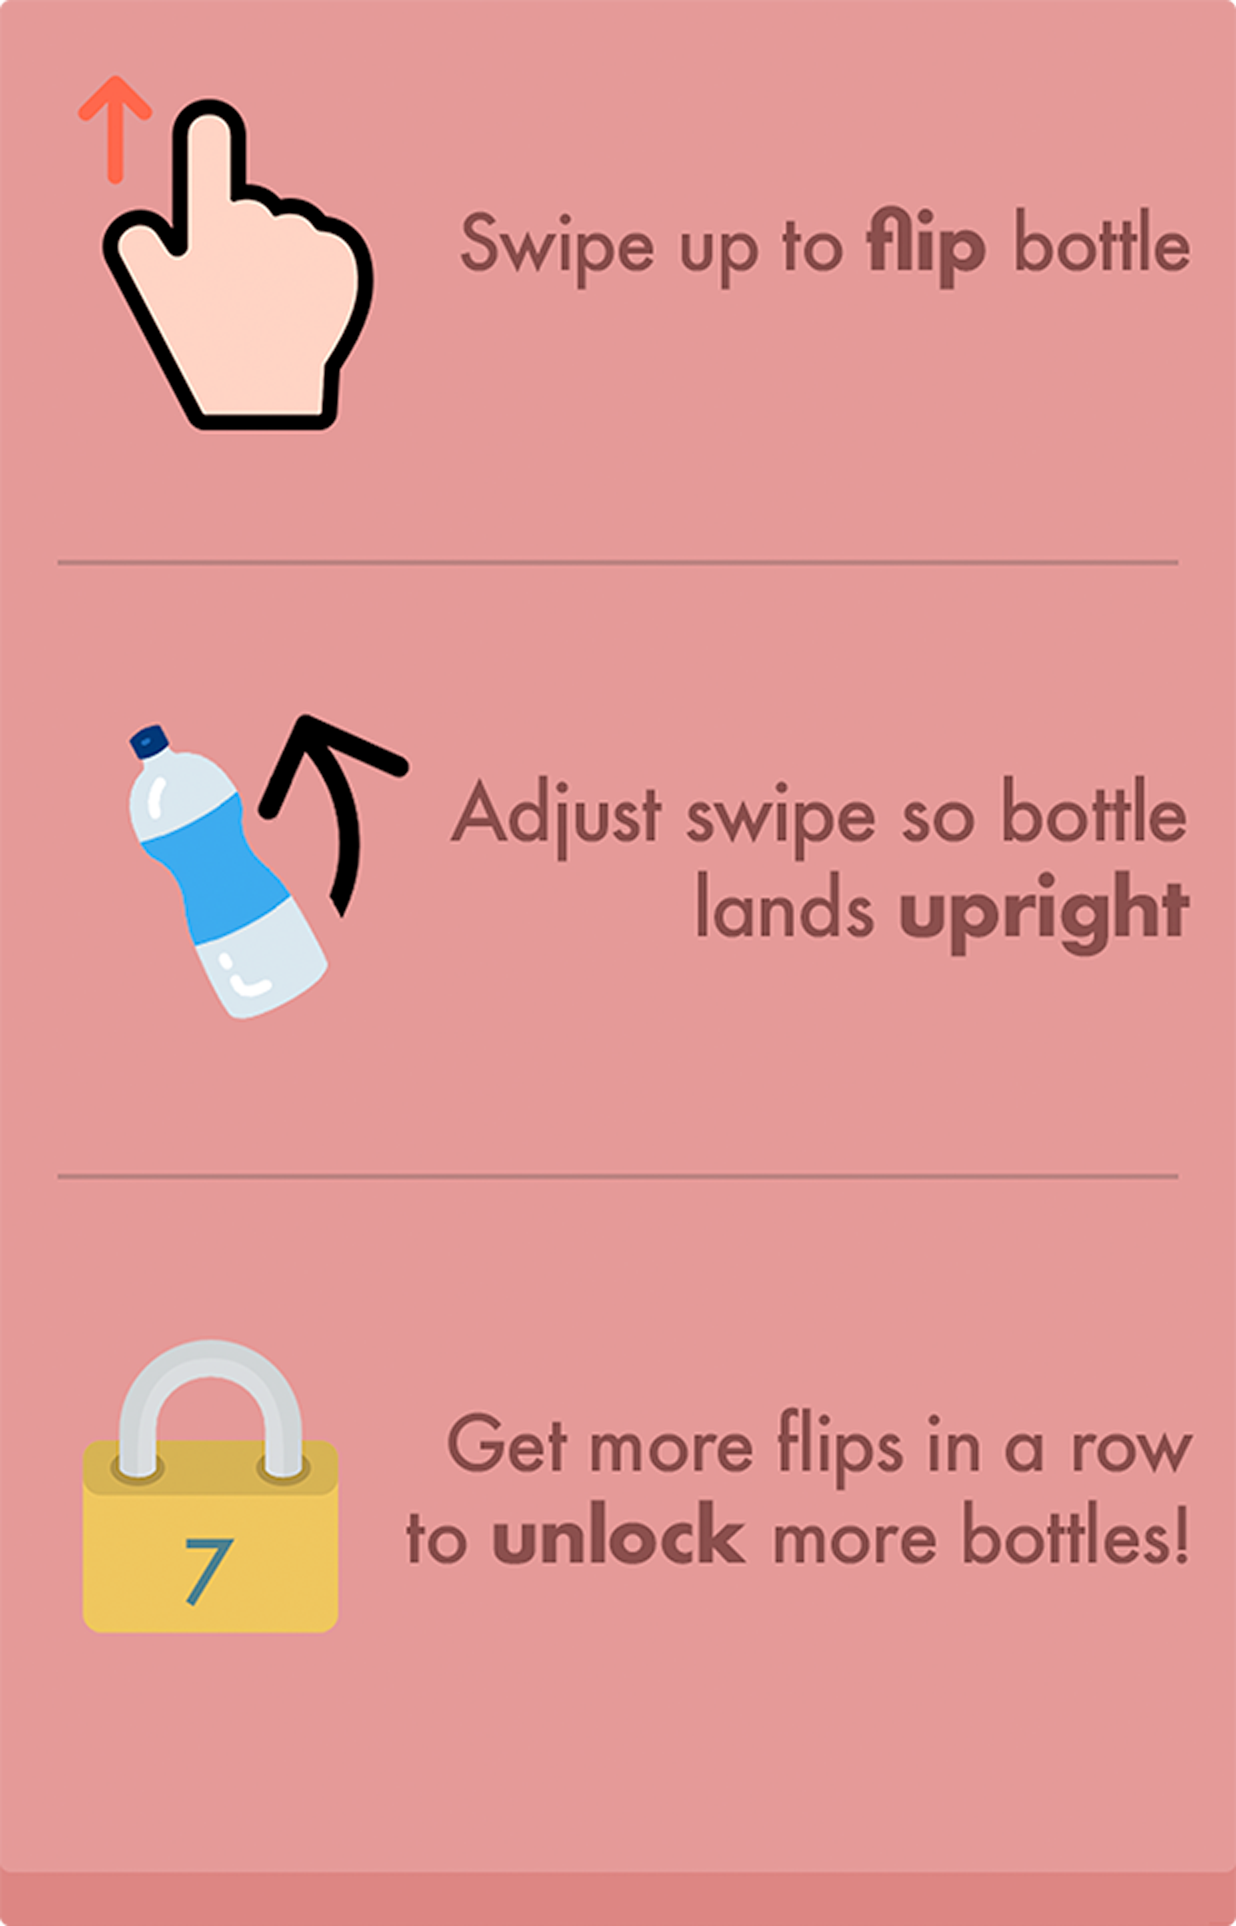 Swipe up to flip bottle
Adjust swipe so bottle
lands upright
Get more flips in a row
to unlock more bottles!
7